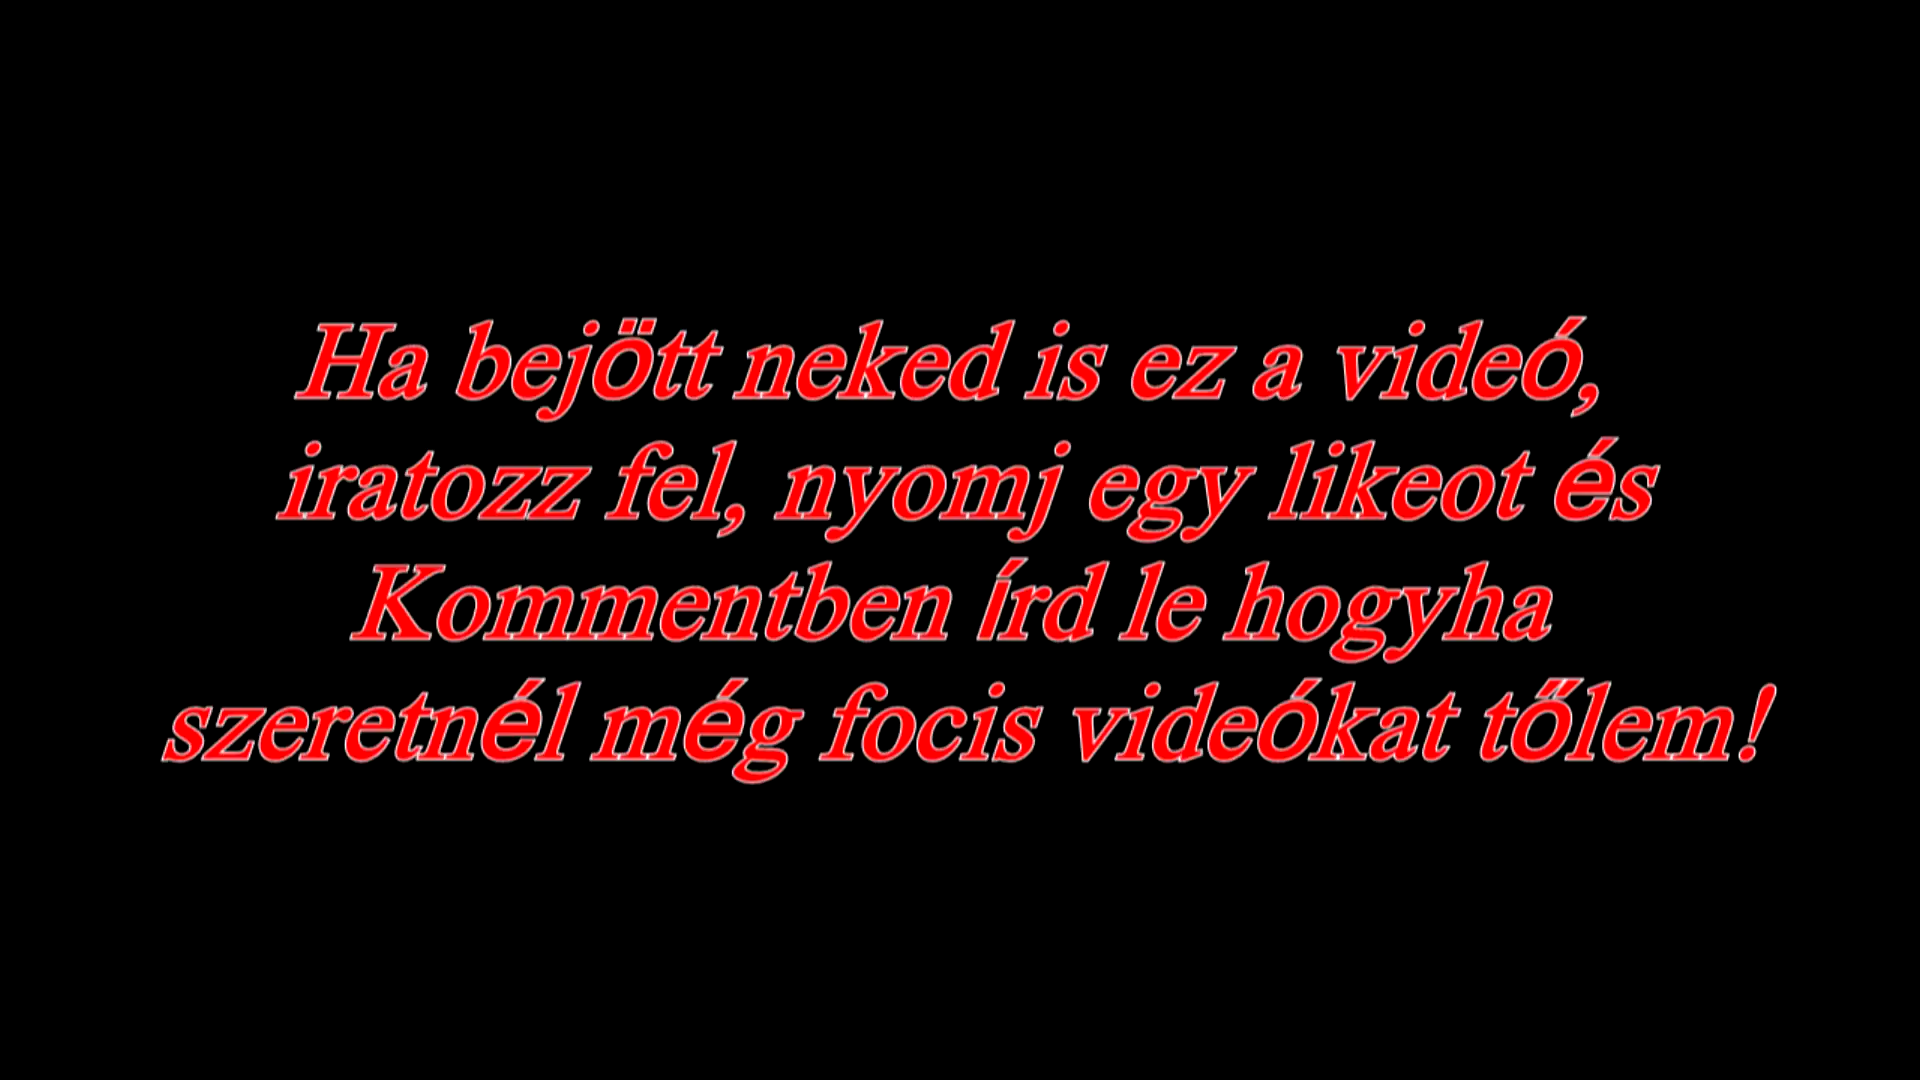 Ha bejött neked is ez a videó,
iratozz fel, nyomj egy likeot és
Kommentben írd le hogyha
szeretnél még focis videókat tőlem!